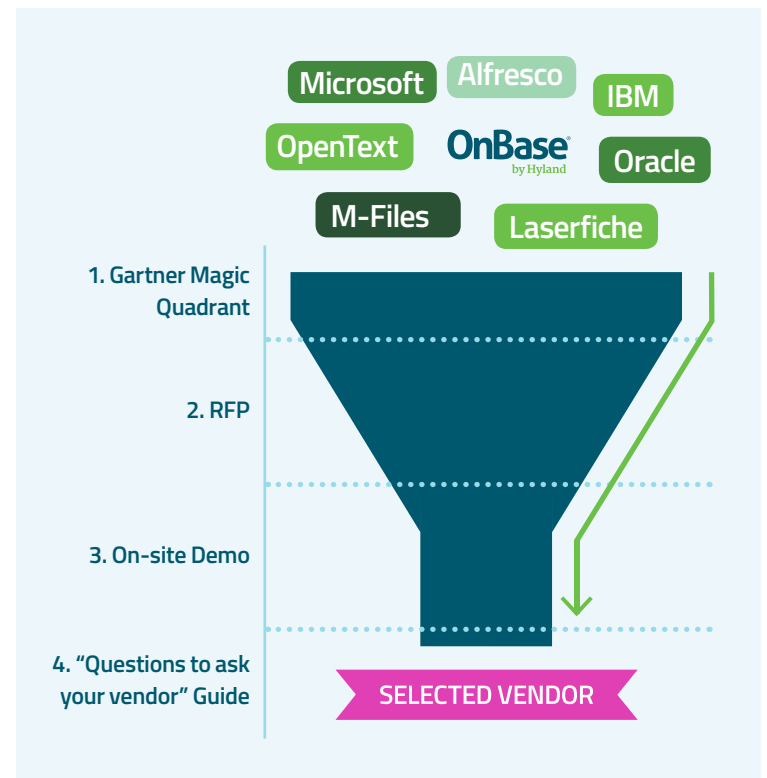 Microsoft
Alfresco
IBM
OpenText
OnBase®
by Hyland
Oracle
M-Files
Laserfiche
1. Gartner Magic
Quadrant
2. RFP
3. On-site Demo
4. “Questions to ask
your vendor” Guide
SELECTED VENDOR